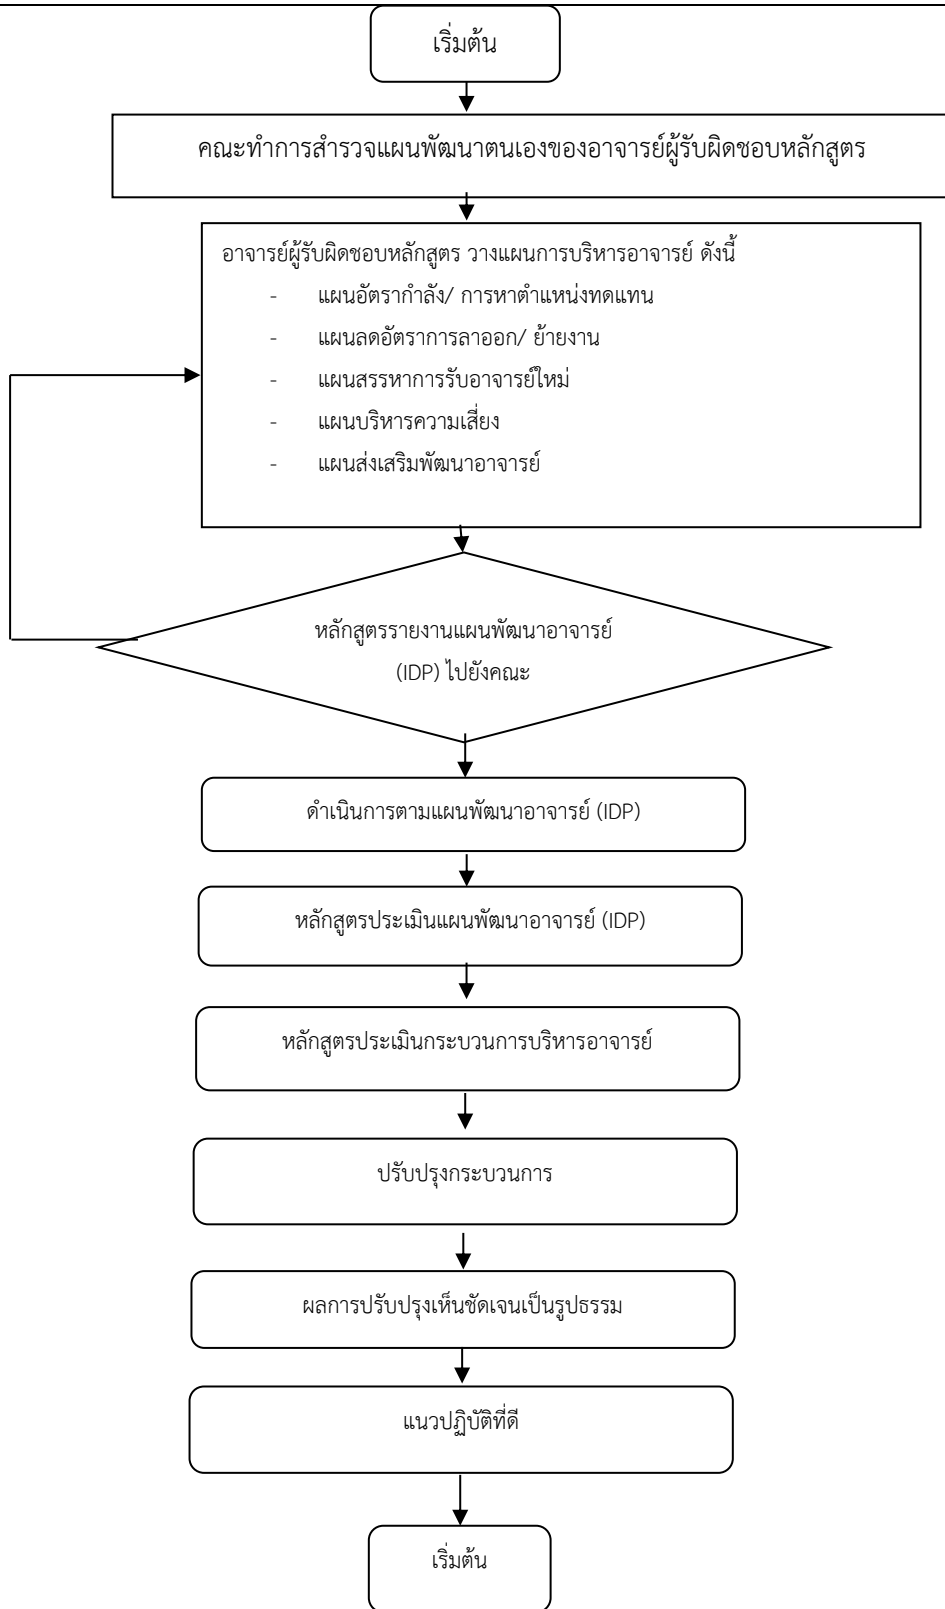 เริ่มต้น
คณะทำการสำรวจแผนพัฒนาตนเองของอาจารย์ผู้รับผิดชอบหลักสูตร
อาจารย์ผู้รับผิดชอบหลักสูตร วางแผนการบริหารอาจารย์ ดังนี้
- แผนอัตรากำลัง/ การหาตำแหน่งทดแทน
- แผนลดอัตราการลาออก/ ย้ายงาน
- แผนสรรหาการรับอาจารย์ใหม่
- แผนบริหารความเสี่ยง
- แผนส่งเสริมพัฒนาอาจารย์
หลักสูตรรายงานแผนพัฒนาอาจารย์
(IDP) ไปยังคณะ
ดำเนินการตามแผนพัฒนาอาจารย์ (IDP)
หลักสูตรประเมินแผนพัฒนาอาจารย์ (IDP)
หลักสูตรประเมินกระบวนการบริหารอาจารย์
ปรับปรุงกระบวนการ
ผลการปรับปรุงเห็นชัดเจนเป็นรูปธรรม
แนวปฏิบัติที่ดี
เริ่มต้น